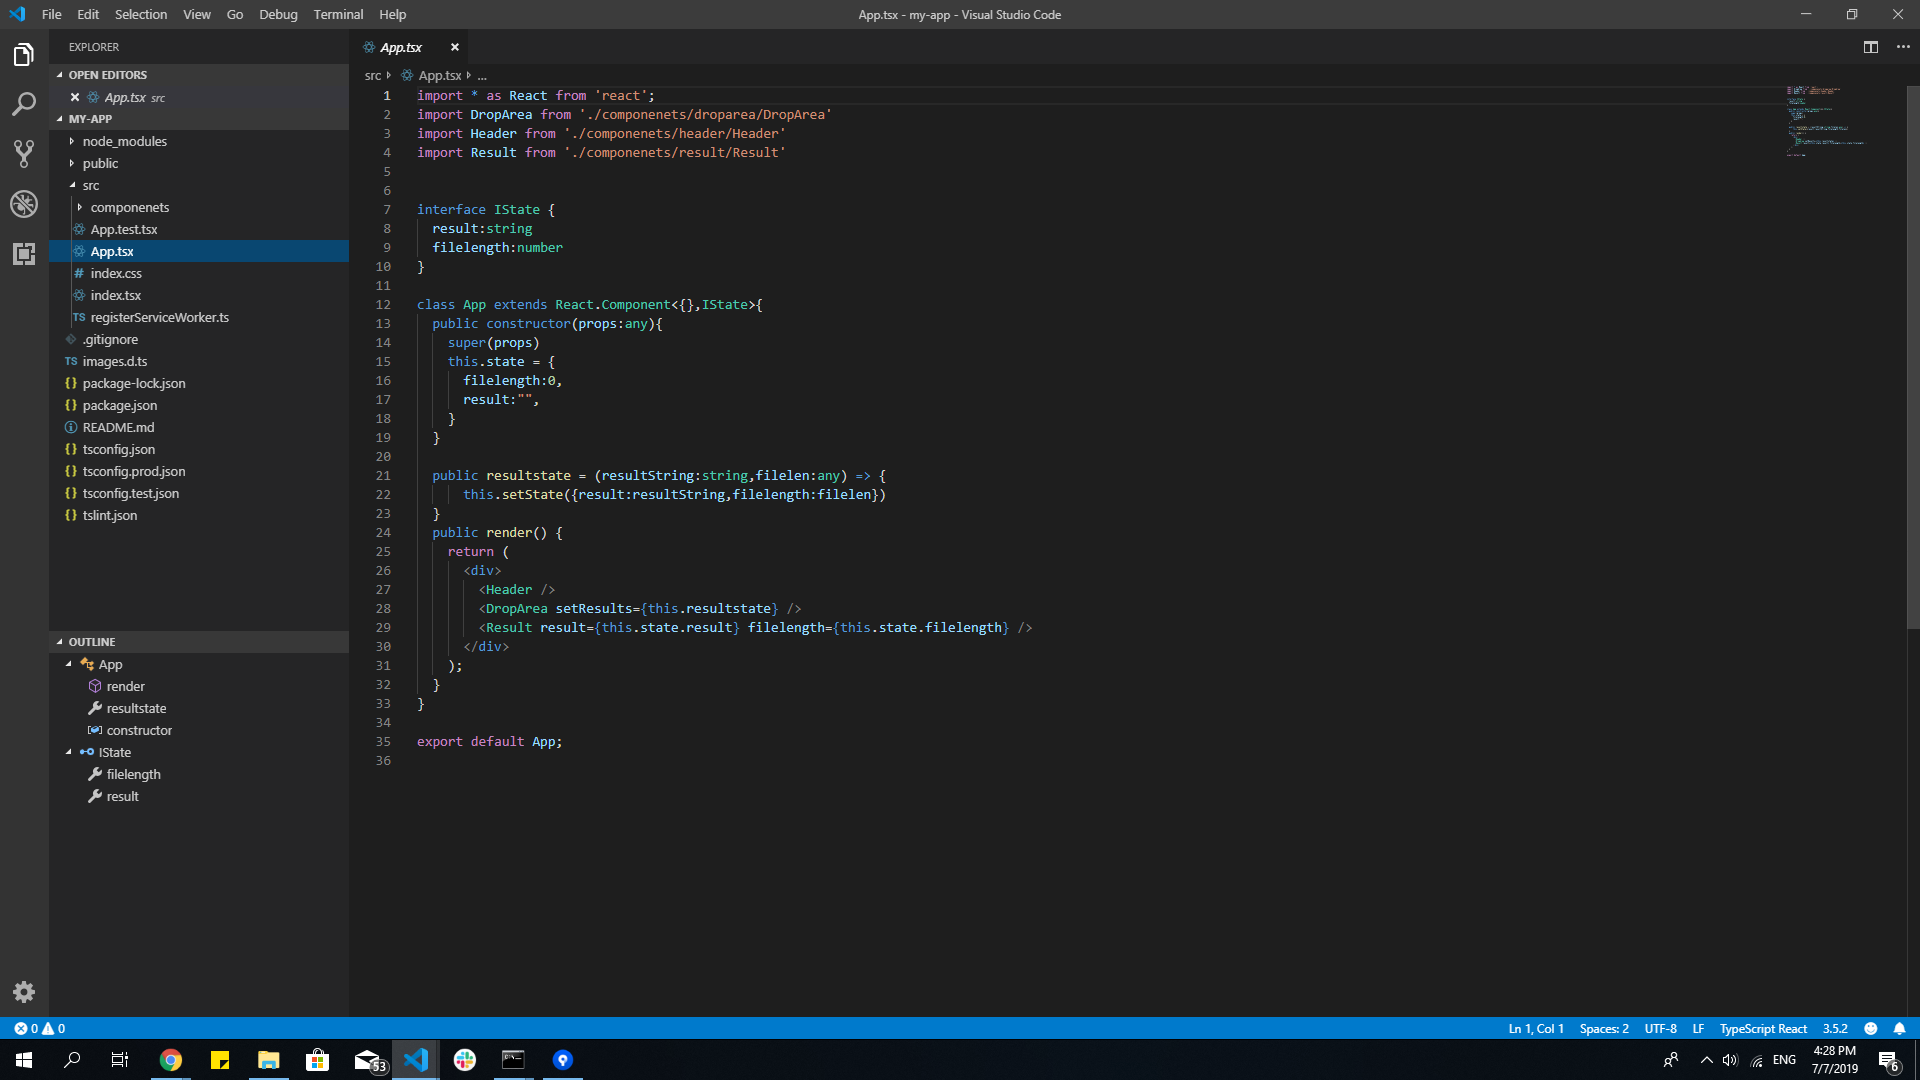 File Edit Selection View Go Debug Terminal Help
App.tsx - my-app - Visual Studio Code
EXPLORER
OPEN EDITORS
App.tsx src
MY-APP
node_modules
public
src
componenets
App.test.tsx
App.tsx
# index.css
index.tsx
TS registerServiceWorker.ts
.gitignore
TS images.d.ts
{} package-lock.json
{} package.json
README.md
{} tsconfig.json
{} tsconfig.prod.json
{} tsconfig.test.json
{} tslint.json
OUTLINE
App
render
resultstate
constructor
IState
filelength
result
App.tsx
src App.tsx ...
1 import * as React from 'react';
2 import DropArea from './componenets/droparea/DropArea'
3 import Header from './componenets/header/Header'
4 import Result from './componenets/result/Result'
5
6
7 interface IState {
8 result:string
9 filelength:number
10 }
11
12 class App extends React.Component<{},IState>{
13 public constructor(props:any){
14 super(props)
15 this.state = {
16 filelength:0,
17 result:"",
18 }
19 }
20
21 public resultstate = (resultString:string,filelen:any) => {
22 this.setState({result:resultString,filelength:filelen})
23 }
24 public render() {
25 return (
26 <div>
27 <Header />
28 <DropArea setResults={this.resultstate} />
29 <Result result={this.state.result} filelength={this.state.filelength} />
30 </div>
31 );
32 }
33 }
34
35 export default App;
36
0 0
Ln 1, Col 1 Spaces: 2 UTF-8 LF TypeScript React 3.5.2
53
ENG
4:28 PM
7/7/2019
6